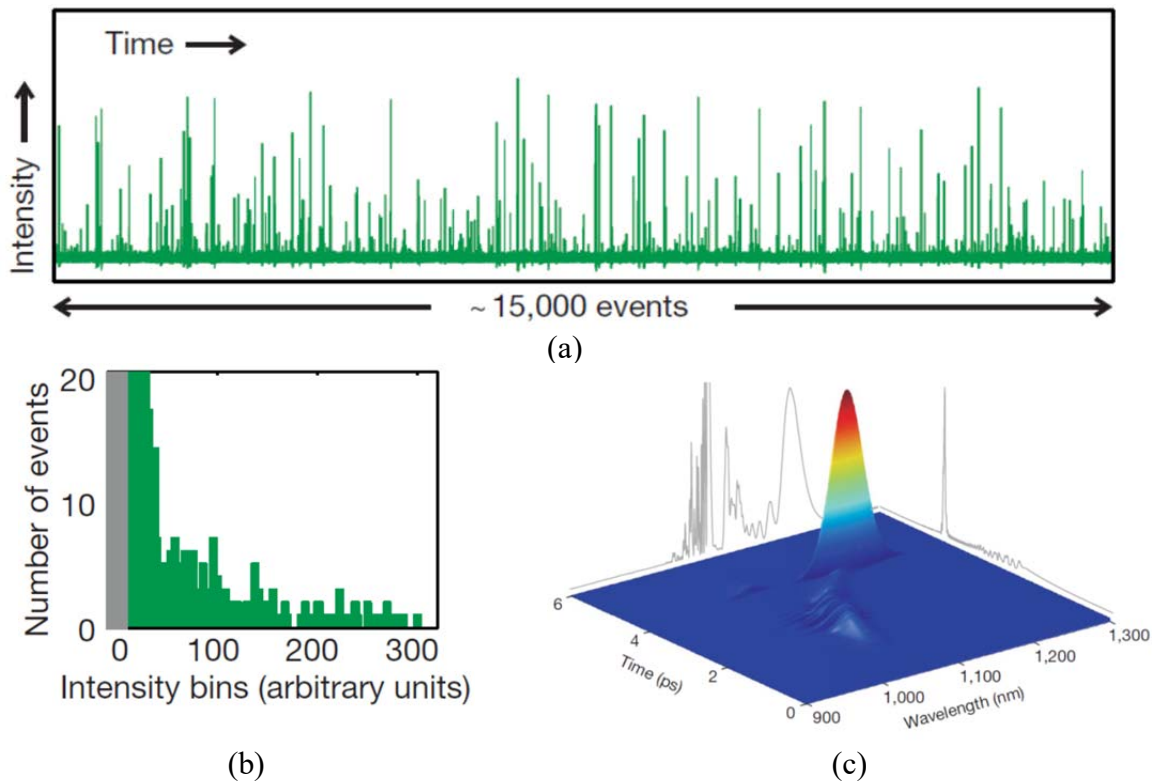 Time
Intensity
~ 15,000 events
(a)
Number of events
20
10
0
0 100 200 300
Intensity bins (arbitrary units)
(b)
6
4
2
0
Time (ps)
900
1,000
1,100
1,200
1,300
Wavelength (nm)
(c)